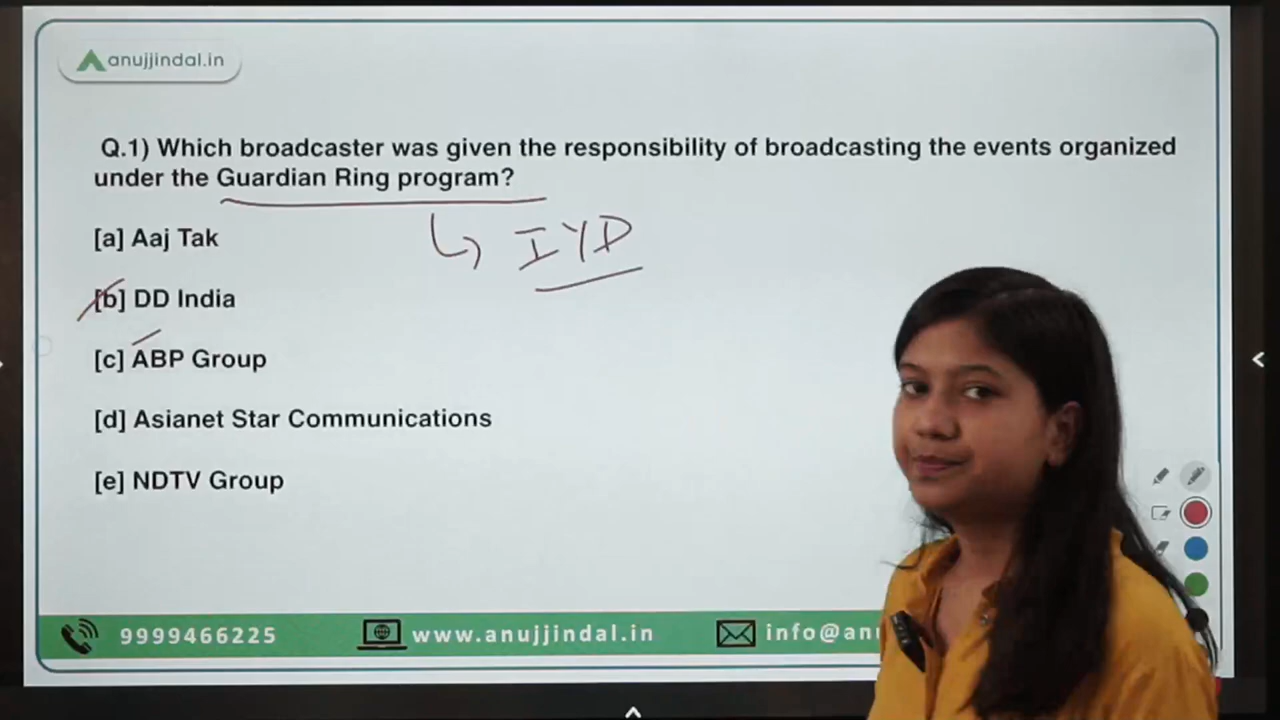 anujjindal.in
Q.1) Which broadcaster was given the responsibility of broadcasting the events organized
under the Guardian Ring program?
IYD
[a] Aaj Tak
[b] DD India
[c] ABP Group
[d] Asianet Star Communications
[e] NDTV Group
9999466225 www.anujjindal.in info@an